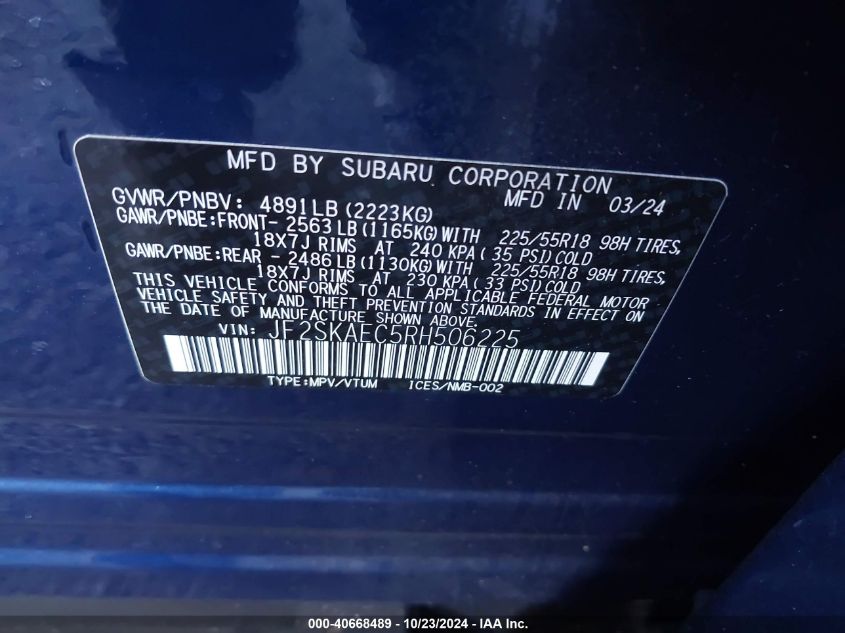 MFD BY SUBARU CORPORATION
GVWR/PNBV: 4891LB (2223KG) MFD IN 03/24
GAWR/PNBE:FRONT- 2563LB (1165KG) WITH 225/55R18 98H TIRES,
18X7J RIMS AT 240 KPA ( 35 PSI) COLD
GAWR/PNBE:REAR - 2486LB (1130KG) WITH 225/55R18 98H TIRES,
18X7J RIMS AT 230 KPA ( 33 PSI) COLD
THIS VEHICLE CONFORMS TO ALL APPLICABLE FEDERAL MOTOR
VEHICLE SAFETY AND THEFT PREVENTION STANDARDS IN EFFECT ON
THE DATE OF MANUFACTURE SHOWN ABOVE.
VIN: JF2SKAEC5RH506225
TYPE:MPV/VTUM ICES/NMB-002
000-40668489 - 10/23/2024 - IAA Inc.